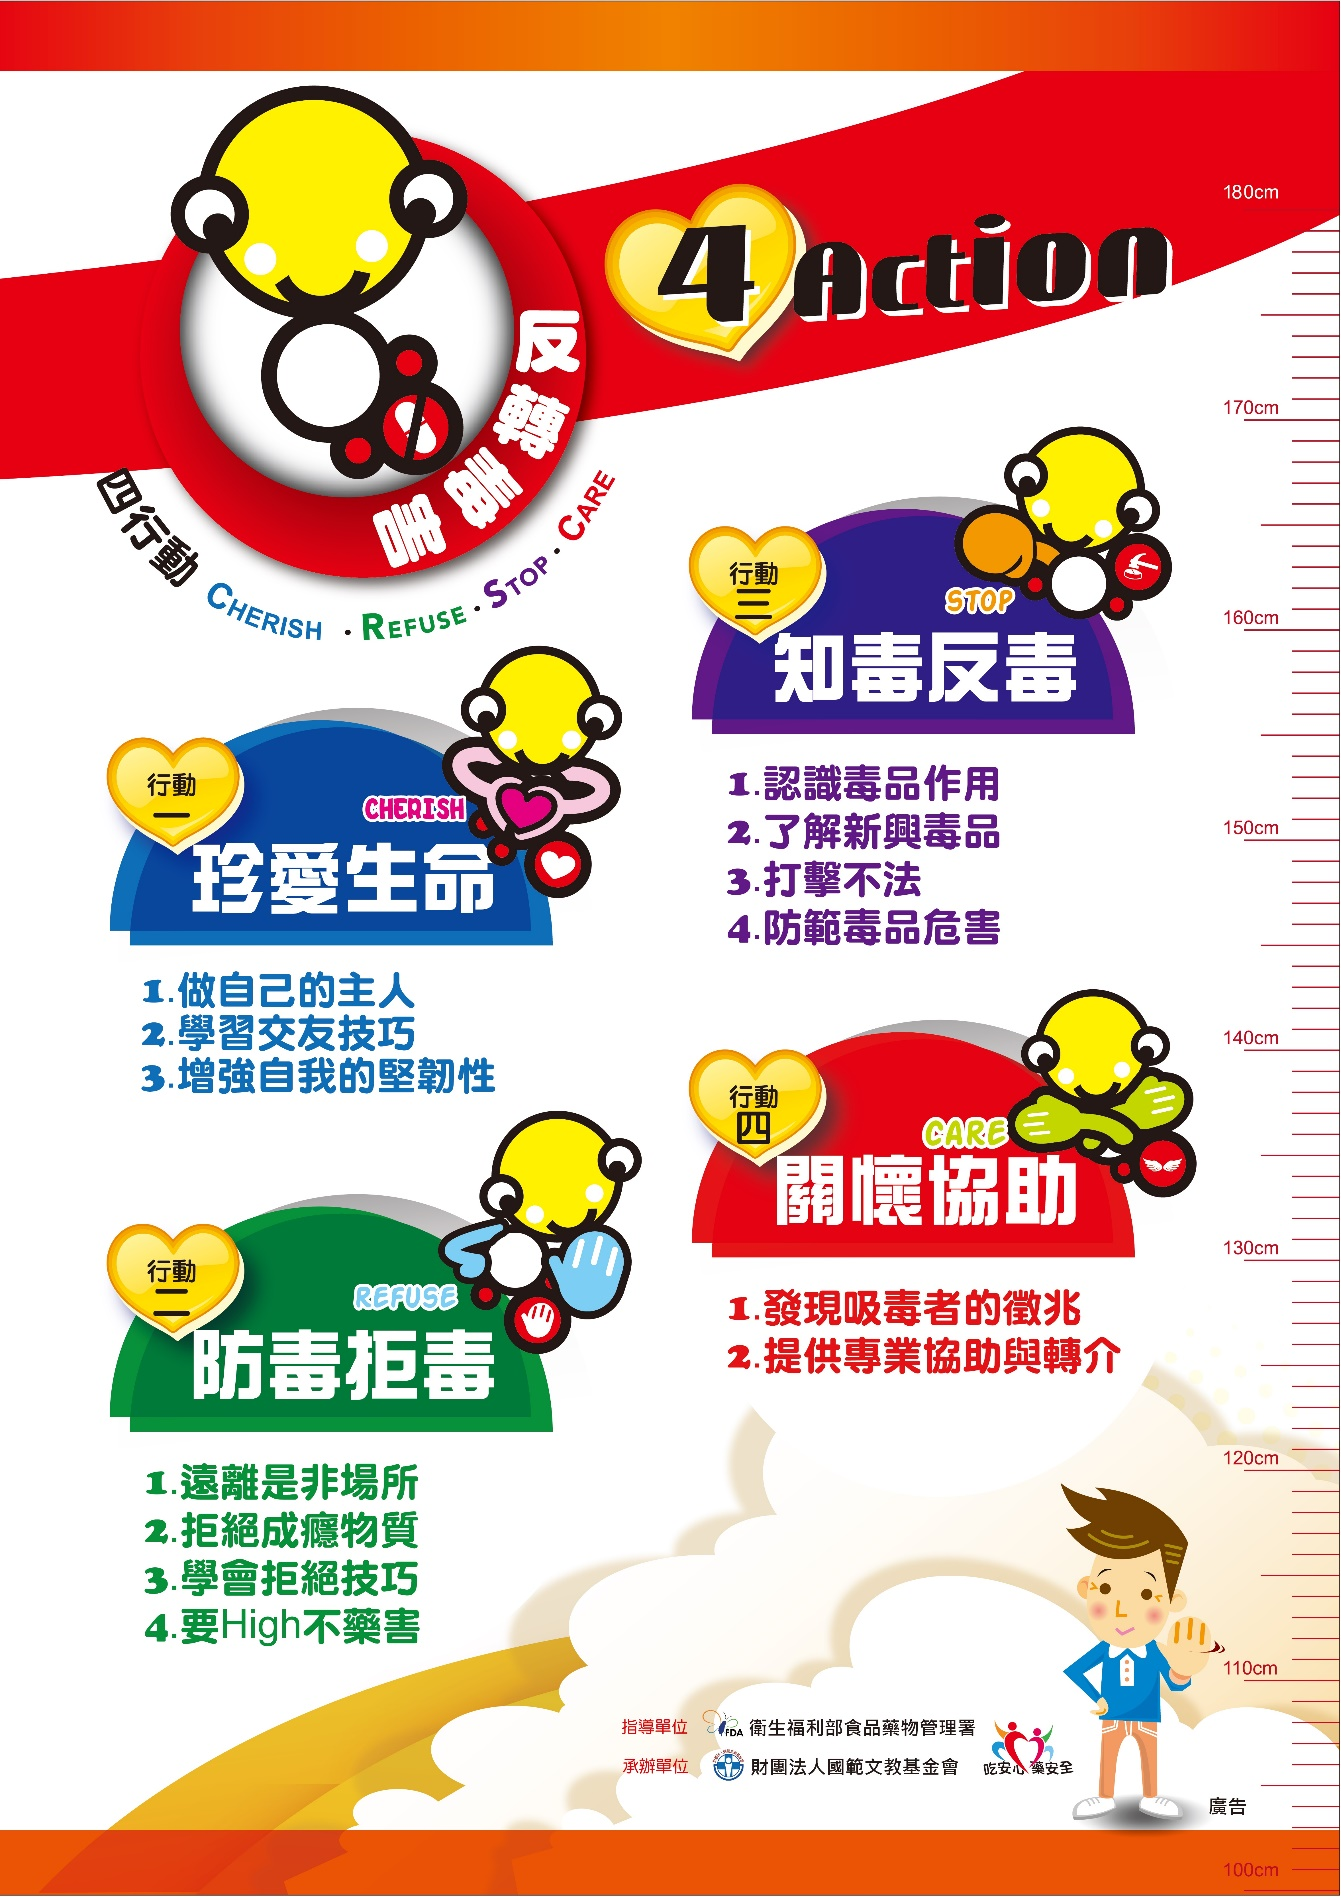 4 Action
反轉毒害
四行動 CHERISH · REFUSE · STOP · CARE
行動一
CHERISH
珍愛生命
1.做自己的主人
2.學習交友技巧
3.增強自我的堅韌性
行動二
REFUSE
防毒拒毒
1.遠離是非場所
2.拒絕成癮物質
3.學會拒絕技巧
4.要High不藥害
行動三
STOP
知毒反毒
1.認識毒品作用
2.了解新興毒品
3.打擊不法
4.防範毒品危害
行動四
CARE
關懷協助
1.發現吸毒者的徵兆
2.提供專業協助與轉介
180cm
170cm
160cm
150cm
140cm
130cm
120cm
110cm
100cm
指導單位 FDA 衛生福利部食品藥物管理署
承辦單位 財團法人國範文教基金會
吃安心 藥安全
廣告